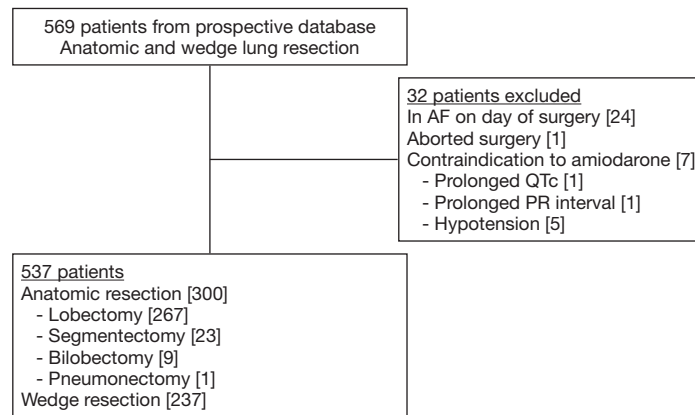 569 patients from prospective database
Anatomic and wedge lung resection
32 patients excluded
In AF on day of surgery [24]
Aborted surgery [1]
Contraindication to amiodarone [7]
- Prolonged QTc [1]
- Prolonged PR interval [1]
- Hypotension [5]
537 patients
Anatomic resection [300]
- Lobectomy [267]
- Segmentectomy [23]
- Bilobectomy [9]
- Pneumonectomy [1]
Wedge resection [237]